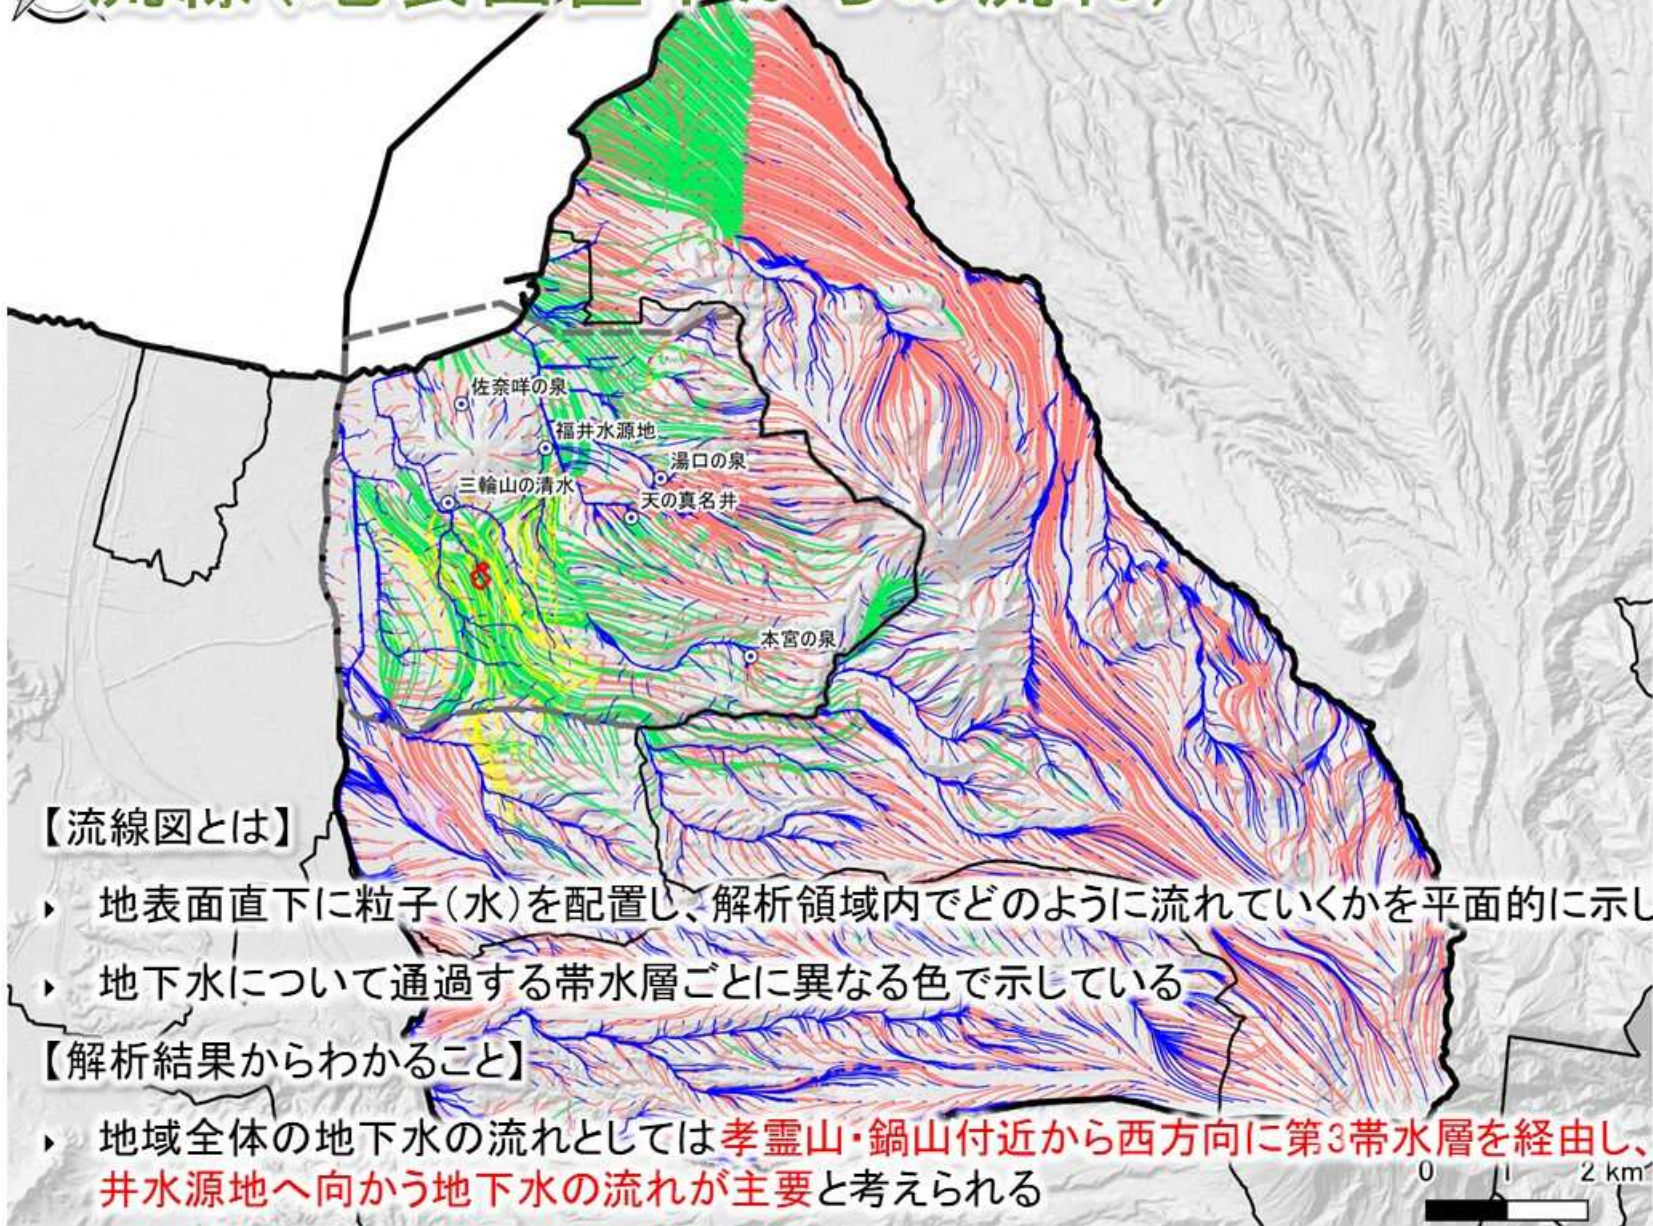 佐奈咩の泉
福井水源地
湯口の泉
三輪山の清水
天の真名井
本宮の泉
【流線図とは】
地表面直下に粒子(水)を配置し、解析領域内でどのように流れていくかを平面的に示し
地下水について通過する帯水層ごとに異なる色で示している
【解析結果からわかること】
地域全体の地下水の流れとしては孝霊山・鍋山付近から西方向に第3帯水層を経由し、
井水源地へ向かう地下水の流れが主要と考えられる
0 1 2 km